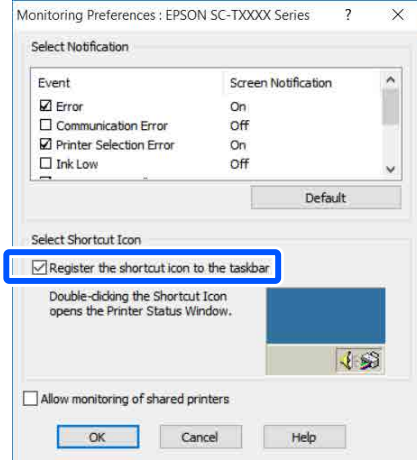 Monitoring Preferences : EPSON SC-TXXXX Series ? ×
Select Notification
Event Screen Notification
Error On
Communication Error Off
Printer Selection Error On
Ink Low Off
Default
Select Shortcut Icon
Register the shortcut icon to the taskbar
Double-clicking the Shortcut Icon
opens the Printer Status Window.
Allow monitoring of shared printers
OK Cancel Help